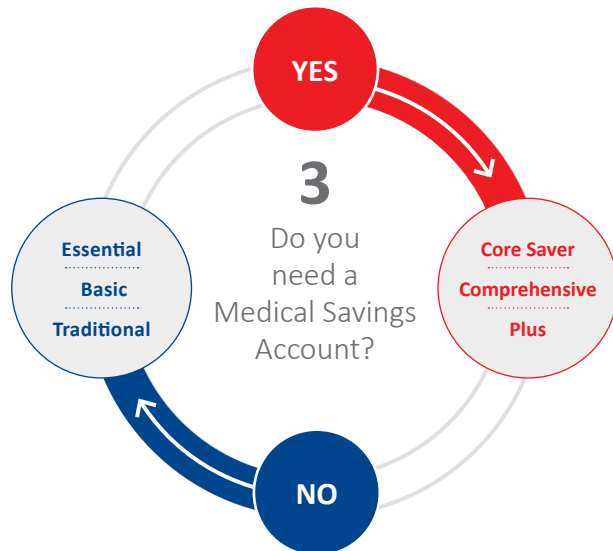 YES
3
Do you
need a
Medical Savings
Account?
Essential
Basic
Traditional
Core Saver
Comprehensive
Plus
NO